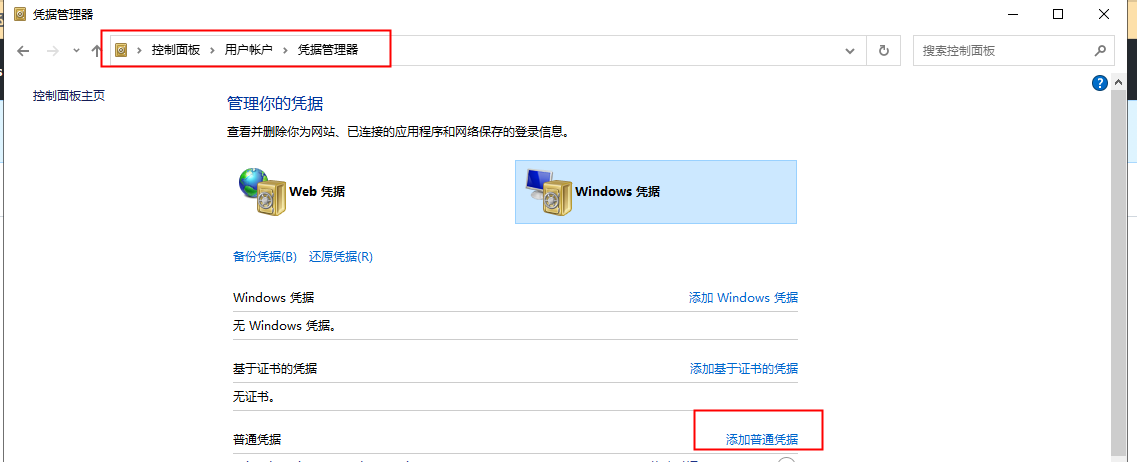 凭据管理器
控制面板 › 用户帐户 › 凭据管理器
搜索控制面板
控制面板主页
管理你的凭据
查看并删除你为网站、已连接的应用程序和网络保存的登录信息。
Web 凭据
Windows 凭据
备份凭据(B) 还原凭据(R)
Windows 凭据 添加 Windows 凭据
无 Windows 凭据。
基于证书的凭据 添加基于证书的凭据
无证书。
普通凭据 添加普通凭据